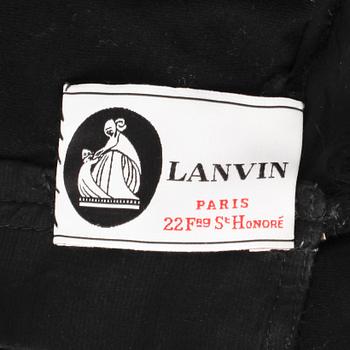 LANVIN
PARIS
22 Fbg St Honoré